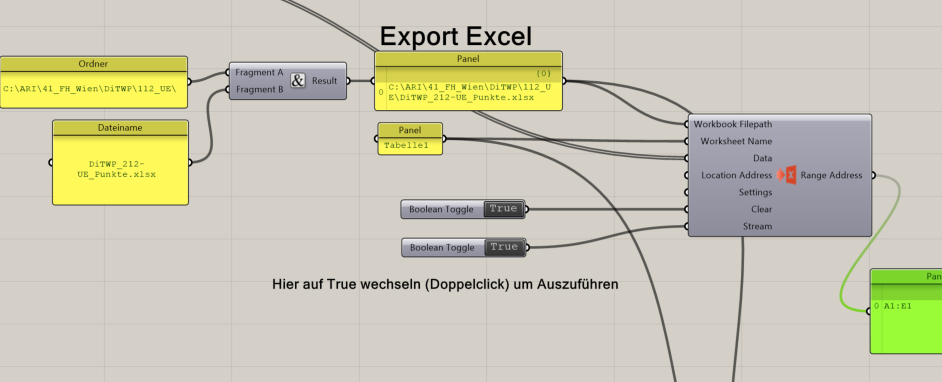 Export Excel
Ordner
C:\ARI\41_FH_Wien\DiTWP\112_UE\
Dateiname
DiTWP_212-
UE_Punkte.xlsx
Fragment A
Fragment B
&
Result
Panel
{0}
0
C:\ARI\41_FH_Wien\DiTWP\112_U
E\DiTWP_212-UE_Punkte.xlsx
Panel
Tabelle1
Boolean Toggle True
Boolean Toggle True
Hier auf True wechseln (Doppelclick) um Auszuführen
Workbook Filepath
Worksheet Name
Data
Location Address
Settings
Clear
Stream
X
Range Address
Pan
0 A1:E1